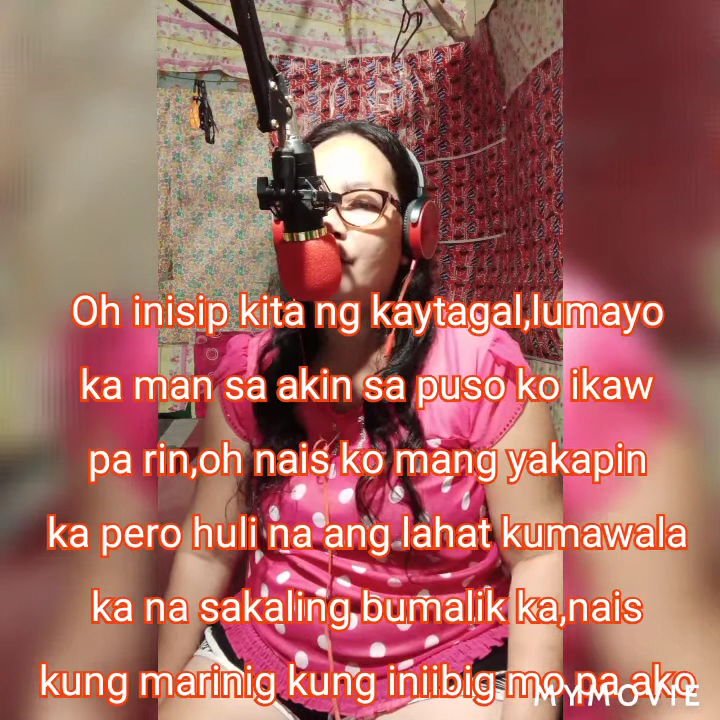 Oh inisip kita ng kaytagal,lumayo
ka man sa akin sa puso ko ikaw
pa rin,oh nais ko mang yakapin
ka pero huli na ang lahat kumawala
ka na sakaling bumalik ka,nais
kung marinig kung iniibig mo pa ako
MYMOVIE